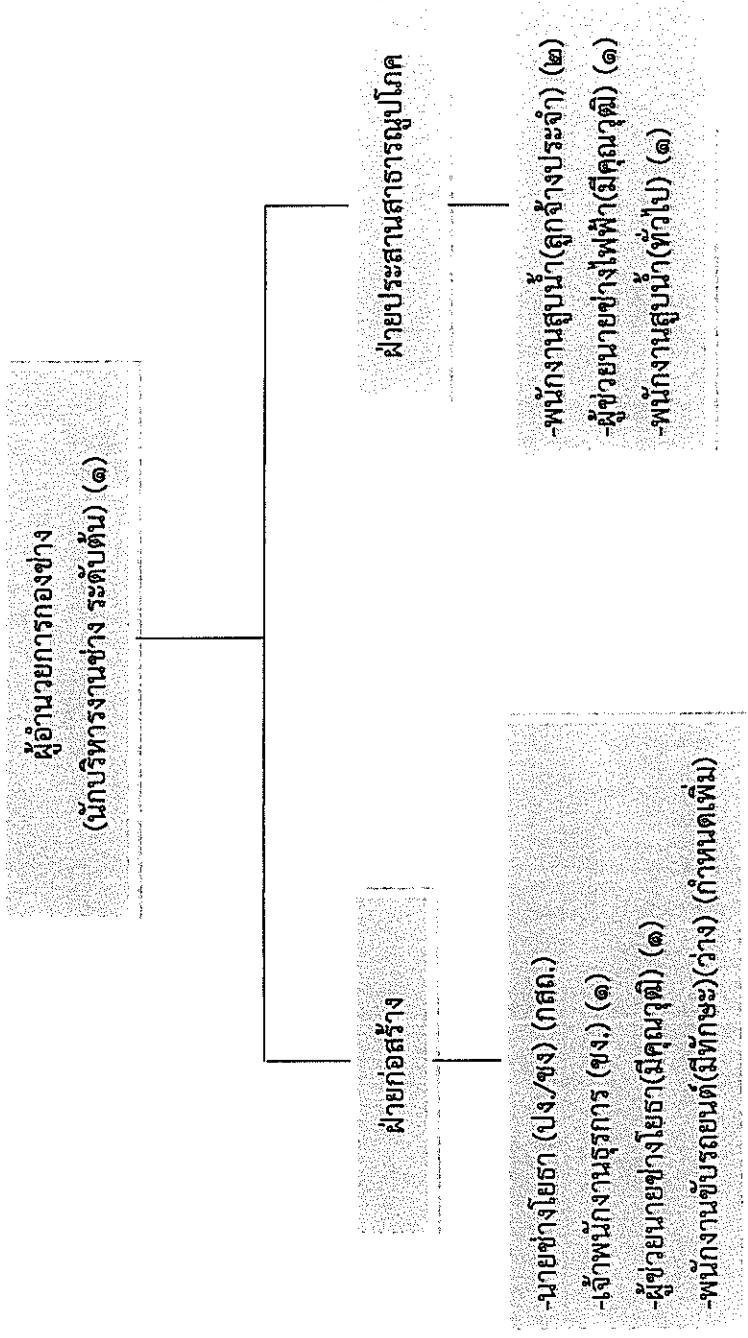 ผู้อำนวยการกองช่าง
(นักบริหารงานช่าง ระดับต้น) (๑)
ฝ่ายก่อสร้าง
-นายช่างโยธา (ปง./ชง) (กสถ.)
-เจ้าพนักงานธุรการ (ชง.) (๑)
-ผู้ช่วยนายช่างโยธา(มีคุณวุฒิ) (๑)
-พนักงานขับรถยนต์(มีทักษะ)(ว่าง) (กำหนดเพิ่ม)
ฝ่ายประสานสาธารณูปโภค
-พนักงานสูบน้ำ(ลูกจ้างประจำ) (๒)
-ผู้ช่วยนายช่างไฟฟ้า(มีคุณวุฒิ) (๑)
-พนักงานสูบน้ำ(ทั่วไป) (๑)